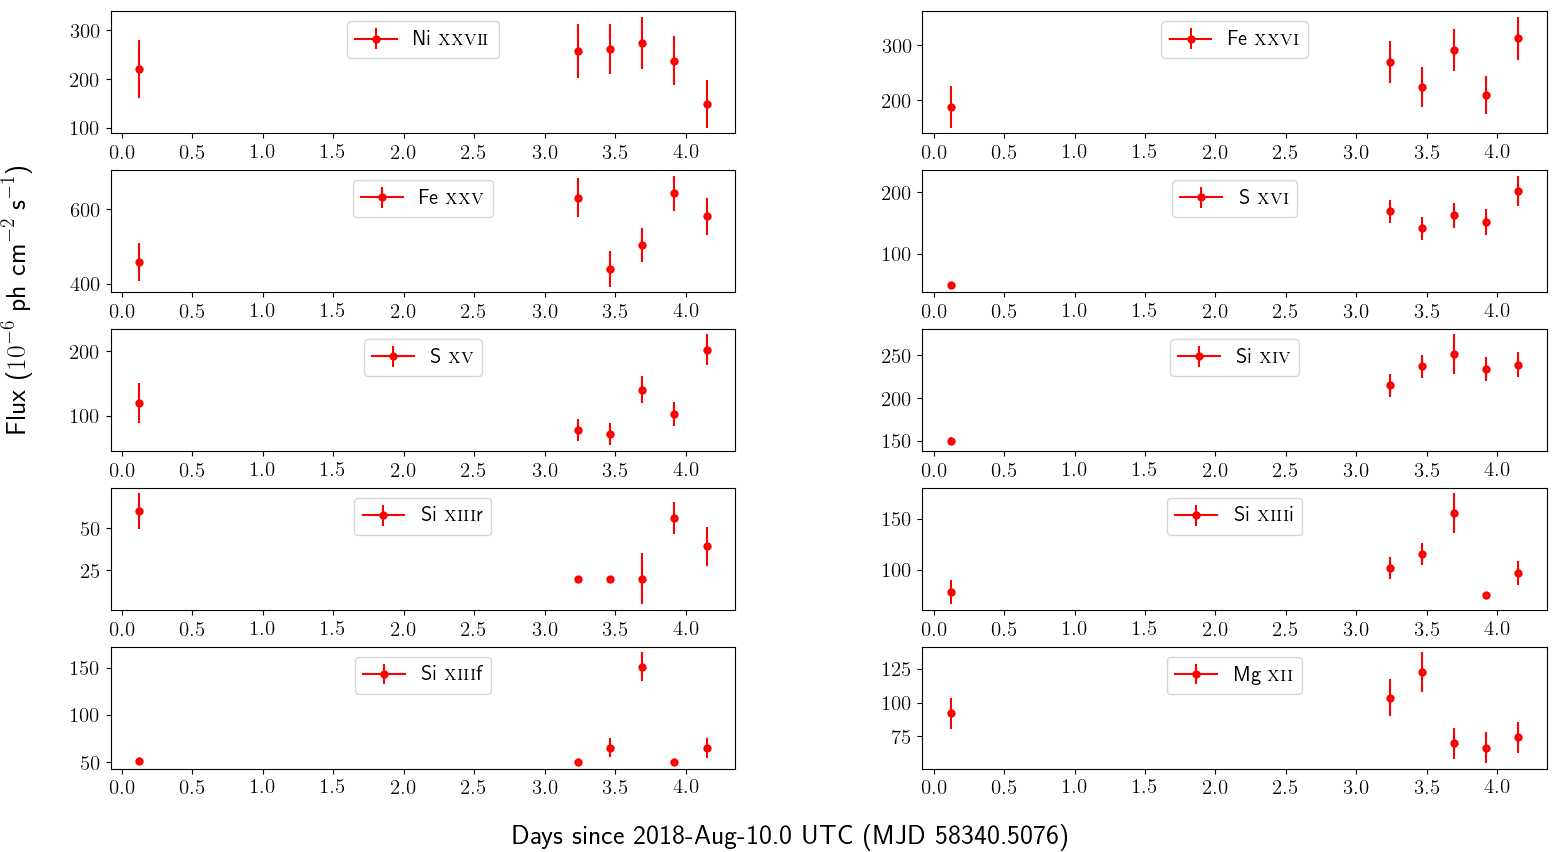 Flux (10⁻⁶ ph cm⁻² s⁻¹)
Ni XXVII
300
200
100
0.0 0.5 1.0 1.5 2.0 2.5 3.0 3.5 4.0
Fe XXVI
300
200
0.0 0.5 1.0 1.5 2.0 2.5 3.0 3.5 4.0
Fe XXV
600
400
0.0 0.5 1.0 1.5 2.0 2.5 3.0 3.5 4.0
S XVI
200
100
0.0 0.5 1.0 1.5 2.0 2.5 3.0 3.5 4.0
S XV
200
100
0.0 0.5 1.0 1.5 2.0 2.5 3.0 3.5 4.0
Si XIV
250
200
150
0.0 0.5 1.0 1.5 2.0 2.5 3.0 3.5 4.0
Si XIIIr
50
25
0.0 0.5 1.0 1.5 2.0 2.5 3.0 3.5 4.0
Si XIIIi
150
100
0.0 0.5 1.0 1.5 2.0 2.5 3.0 3.5 4.0
Si XIIIf
150
100
50
0.0 0.5 1.0 1.5 2.0 2.5 3.0 3.5 4.0
Mg XII
125
100
75
0.0 0.5 1.0 1.5 2.0 2.5 3.0 3.5 4.0
Days since 2018-Aug-10.0 UTC (MJD 58340.5076)